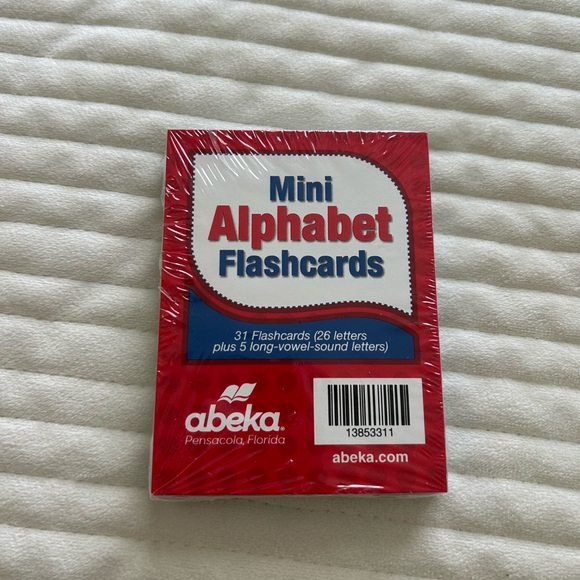 Mini
Alphabet
Flashcards
31 Flashcards (26 letters
plus 5 long-vowel-sound letters)
abeka®
Pensacola, Florida
13853311
abeka.com